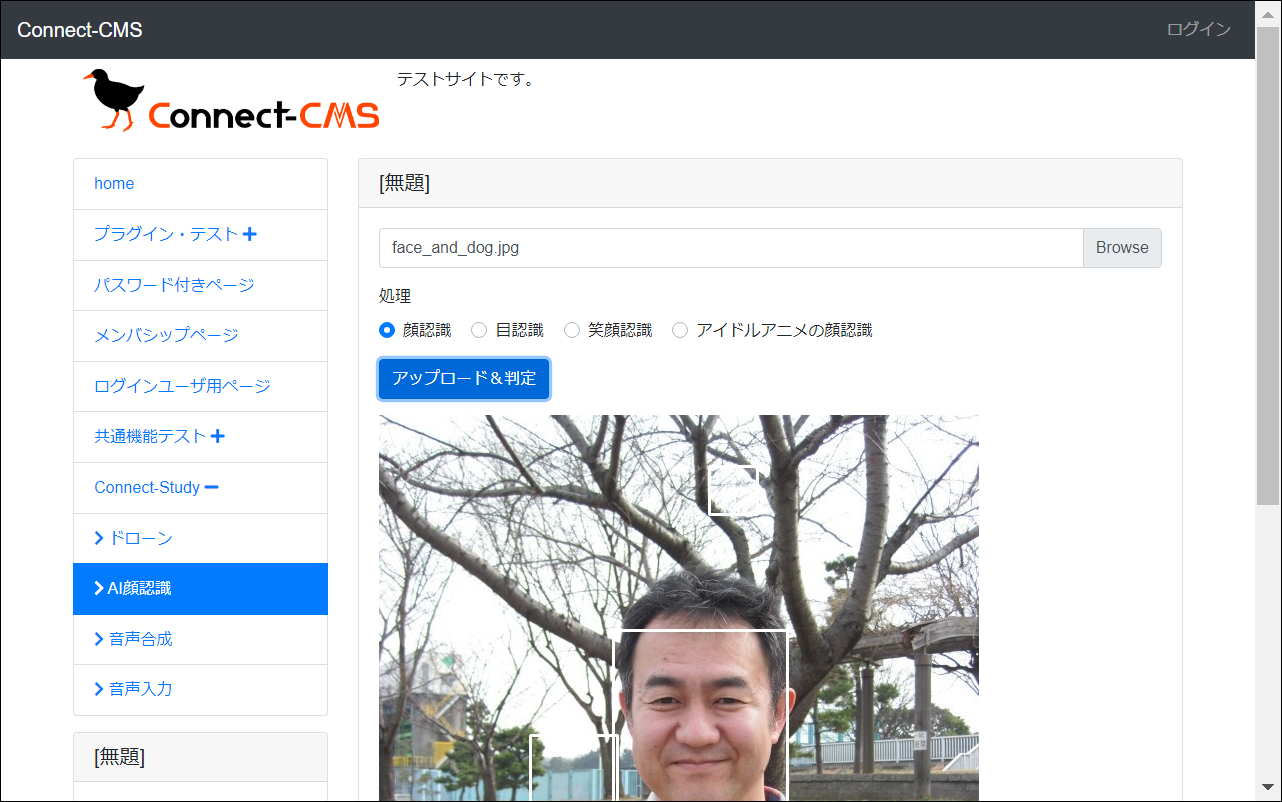 Connect-CMS
ログイン
Connect-CMS
テストサイトです。
home
プラグイン・テスト
パスワード付きページ
メンバシップページ
ログインユーザ用ページ
共通機能テスト
Connect-Study
ドローン
AI顔認識
音声合成
音声入力
[無題]
[無題]
face_and_dog.jpg
Browse
処理
顔認識
目認識
笑顔認識
アイドルアニメの顔認識
アップロード＆判定